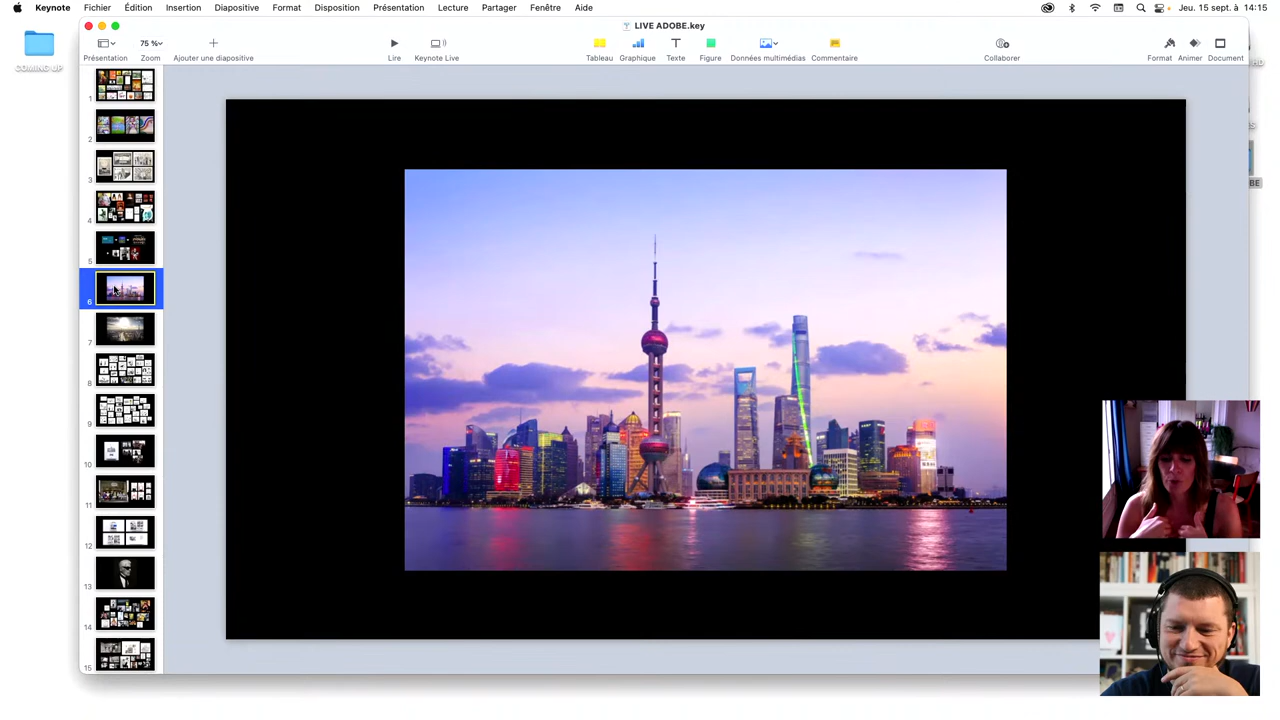 Keynote Fichier Édition Insertion Diapositive Format Disposition Présentation Lecture Partager Fenêtre Aide Jeu. 15 sept. à 14:15
LIVE ADOBE.key
75 %
Présentation Zoom Ajouter une diapositive Lire Keynote Live Tableau Graphique Texte Figure Données multimédias Commentaire Collaborer Format Animer Document
COMING UP
HD
BE
1
2
3
4
5
6
7
8
9
10
11
12
13
14
15